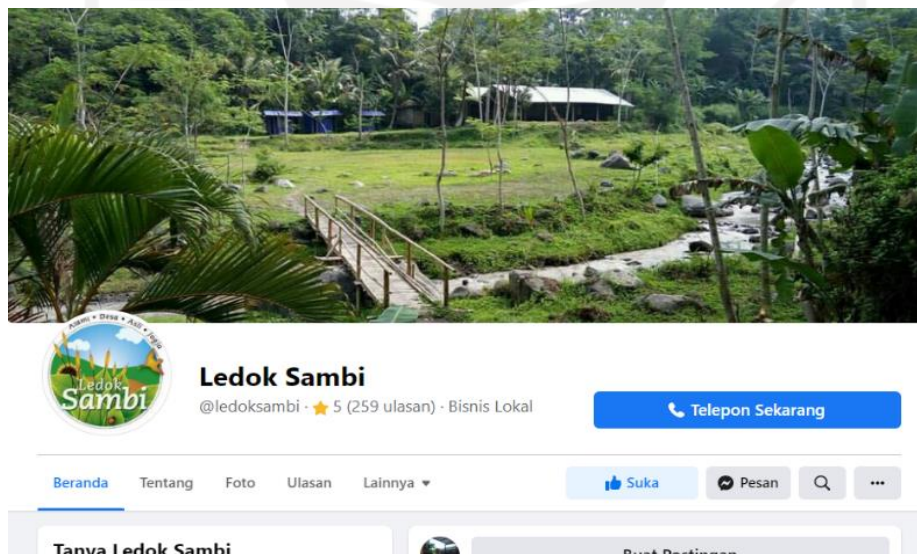 Alami • Desa • Asli • Jogja
Ledok
Sambi
Ledok Sambi
@ledoksambi · 5 (259 ulasan) · Bisnis Lokal
Telepon Sekarang
Beranda Tentang Foto Ulasan Lainnya
Suka Pesan
Tanya Ledok Sambi
Buat Postingan